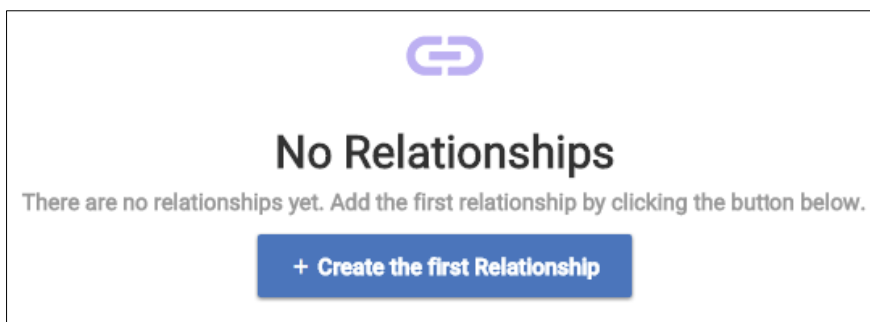 No Relationships
There are no relationships yet. Add the first relationship by clicking the button below.
+ Create the first Relationship